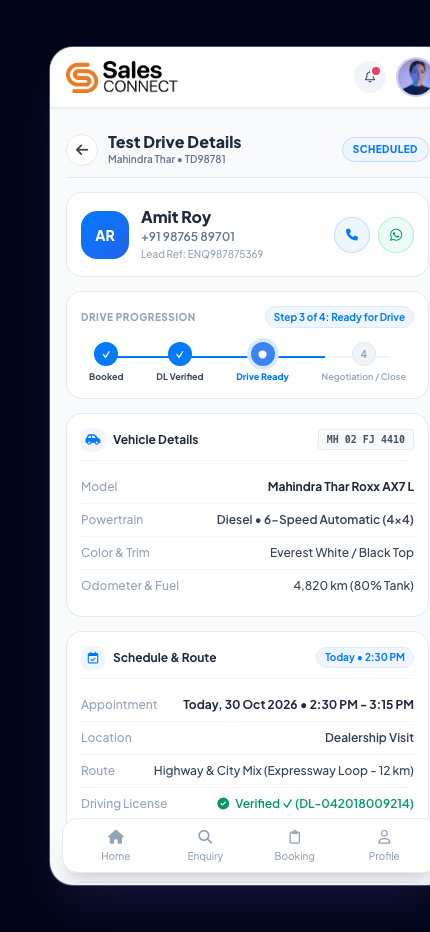 Sales
CONNECT
Test Drive Details
Mahindra Thar • TD98781
SCHEDULED
AR
Amit Roy
+91 98765 89701
Lead Ref: ENQ987875369
DRIVE PROGRESSION
Step 3 of 4: Ready for Drive
4
Booked
DL Verified
Drive Ready
Negotiation / Close
Vehicle Details
MH 02 FJ 4410
Model
Mahindra Thar Roxx AX7 L
Powertrain
Diesel • 6-Speed Automatic (4x4)
Color & Trim
Everest White / Black Top
Odometer & Fuel
4,820 km (80% Tank)
Schedule & Route
Today • 2:30 PM
Appointment
Today, 30 Oct 2026 • 2:30 PM - 3:15 PM
Location
Dealership Visit
Route
Highway & City Mix (Expressway Loop - 12 km)
Driving License
Verified ✓ (DL-042018009214)
Home
Enquiry
Booking
Profile